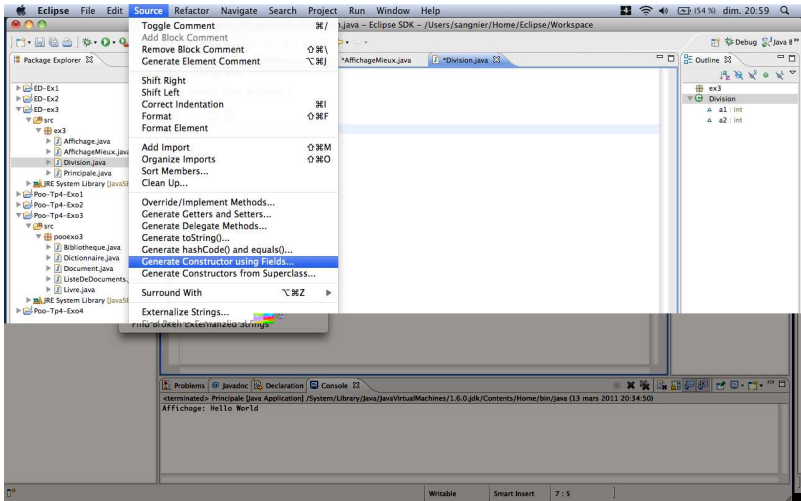 Eclipse File Edit Source Refactor Navigate Search Project Run Window Help
(54 %) dim. 20:59
n.java – Eclipse SDK – /Users/sangnier/Home/Eclipse/Workspace
Debug Java
Package Explorer
ED-Ex1
ED-Ex2
ED-ex3
src
ex3
Affichage.java
AffichageMieux.java
Division.java
Principale.java
JRE System Library [JavaSE
Poo-Tp4-Exo1
Poo-Tp4-Exo2
Poo-Tp4-Exo3
src
pooexo3
Bibliotheque.java
Dictionnaire.java
Document.java
ListeDeDocuments.
Livre.java
JRE System Library [JavaSE
Poo-Tp4-Exo4
Toggle Comment ⌘/
Add Block Comment
Remove Block Comment ⇧⌘\
Generate Element Comment ⌥⌘J
Shift Right
Shift Left
Correct Indentation ⌘I
Format ⇧⌘F
Format Element
Add Import ⇧⌘M
Organize Imports ⇧⌘O
Sort Members...
Clean Up...
Override/Implement Methods...
Generate Getters and Setters...
Generate Delegate Methods...
Generate toString()...
Generate hashCode() and equals()...
Generate Constructor using Fields...
Generate Constructors from Superclass...
Surround With ⌥⌘Z
Externalize Strings...
Find Broken Externalized Strings
*AffichageMieux.java *Division.java
Outline
ex3
Division
a1 : int
a2 : int
Problems @ Javadoc Declaration Console
<terminated> Principale [Java Application] /System/Library/Java/JavaVirtualMachines/1.6.0.jdk/Contents/Home/bin/java (13 mars 2011 20:34:50)
Affichage: Hello World
Writable Smart Insert 7 : 5